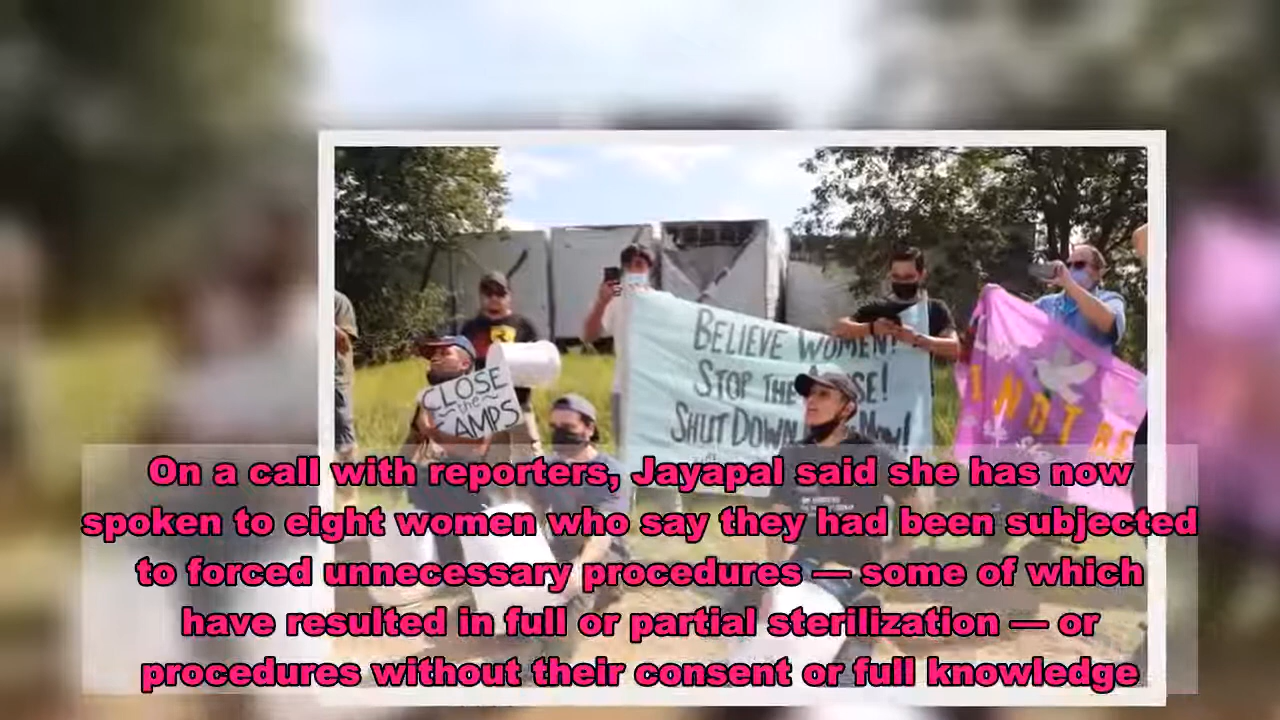 BELIEVE WOMEN!
STOP THE
SHUT DOWN
CLOSE
the
CAMPS
On a call with reporters, Jayapal said she has now
spoken to eight women who say they had been subjected
to forced unnecessary procedures — some of which
have resulted in full or partial sterilization — or
procedures without their consent or full knowledge